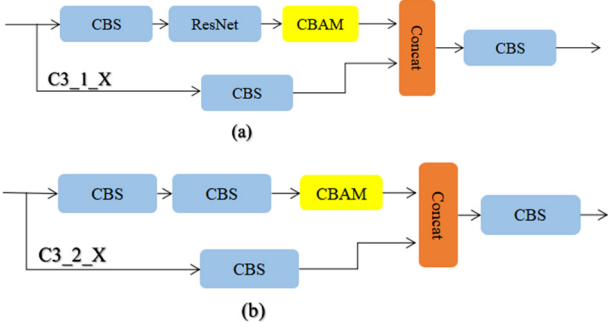 CBS ResNet CBAM Concat CBS
C3_1_X CBS
(a)
CBS CBS CBAM Concat CBS
C3_2_X CBS
(b)